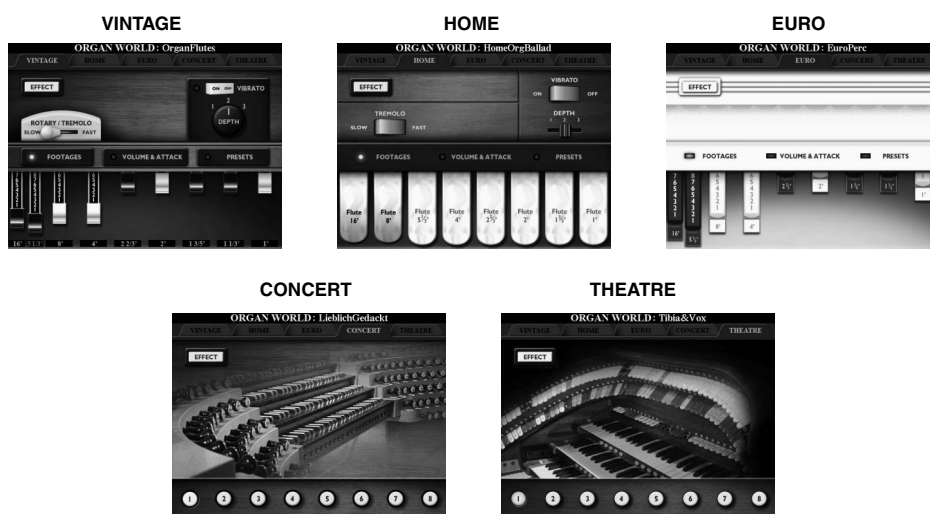 VINTAGE
ORGAN WORLD: OrganFlutes
VINTAGE HOME EURO CONCERT THEATRE
EFFECT
ON OFF VIBRATO
1 2 3
DEPTH
ROTARY / TREMOLO
SLOW FAST
FOOTAGES VOLUME & ATTACK PRESETS
16' 5 1/3' 8' 4' 2 2/3' 2' 1 3/5' 1 1/3' 1'
HOME
ORGAN WORLD: HomeOrgBallad
VINTAGE HOME EURO CONCERT THEATRE
EFFECT
VIBRATO
ON OFF
TREMOLO
SLOW FAST
DEPTH
1 2 3
FOOTAGES VOLUME & ATTACK PRESETS
Flute 16' Flute 8' Flute 5⅓' Flute 4' Flute 2⅔' Flute 2' Flute 1⅗' Flute 1'
EURO
ORGAN WORLD: EuroPerc
VINTAGE HOME EURO CONCERT THEATRE
EFFECT
FOOTAGES VOLUME & ATTACK PRESETS
16' 5⅓' 8' 4' 2⅔' 2' 1⅗' 1⅓' 1'
CONCERT
ORGAN WORLD: LieblichGedackt
VINTAGE HOME EURO CONCERT THEATRE
EFFECT
1 2 3 4 5 6 7 8
THEATRE
ORGAN WORLD: Tibia&Vox
VINTAGE HOME EURO CONCERT THEATRE
EFFECT
1 2 3 4 5 6 7 8